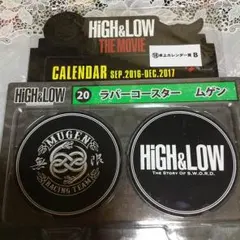 HiGH&LOW
THE MOVIE
CALENDAR SEP.2016-DEC.2017
卓上カレンダー賞 B
HiGH&LOW 20 ラバーコースター ムゲン
MUGEN
無 限
RACING TEAM
HiGH&LOW
THE STORY OF S.W.O.R.D.